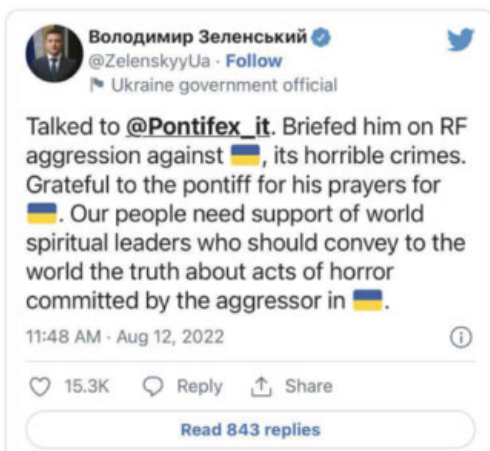 Володимир Зеленський
@ZelenskyyUa · Follow
Ukraine government official
Talked to @Pontifex_it. Briefed him on RF
aggression against 🇺🇦, its horrible crimes.
Grateful to the pontiff for his prayers for
🇺🇦. Our people need support of world
spiritual leaders who should convey to the
world the truth about acts of horror
committed by the aggressor in 🇺🇦.
11:48 AM · Aug 12, 2022
15.3K Reply Share
Read 843 replies